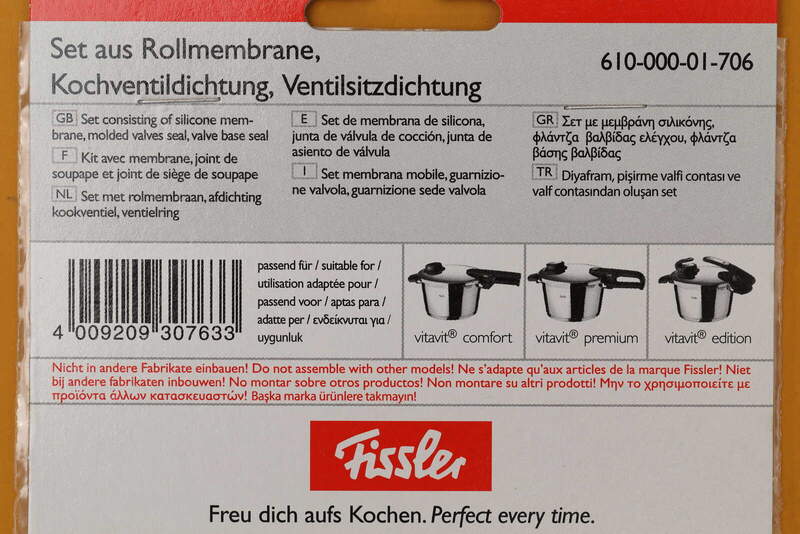 Set aus Rollmembrane,
Kochventildichtung, Ventilsitzdichtung
610-000-01-706
GB Set consisting of silicone mem-
brane, molded valves seal, valve base seal
F Kit avec membrane, joint de
soupape et joint de siège de soupape
NL Set met rolmembraan, afdichting
kookventiel, ventielring
E Set de membrana de silicona,
junta de válvula de cocción, junta de
asiento de válvula
I Set membrana mobile, guarnizio-
ne valvola, guarnizione sede valvola
GR Σετ με μεμβράνη σιλικόνης,
φλάντζα βαλβίδας ελέγχου, φλάντζα
βάσης βαλβίδας
TR Diyafram, pişirme valfi contası ve
valf contasından oluşan set
4 009209 307633
passend für / suitable for /
utilisation adaptée pour /
passend voor / aptas para /
adatte per / ενδείκνυται για /
uygunluk
vitavit® comfort
vitavit® premium
vitavit® edition
Nicht in andere Fabrikate einbauen! Do not assemble with other models! Ne s'adapte qu'aux articles de la marque Fissler! Niet
bij andere fabrikaten inbouwen! No montar sobre otros productos! Non montare su altri prodotti! Μην το χρησιμοποιείτε με
προϊόντα άλλων κατασκευαστών! Başka marka ürünlere takmayın!
Fissler
Freu dich aufs Kochen. Perfect every time.